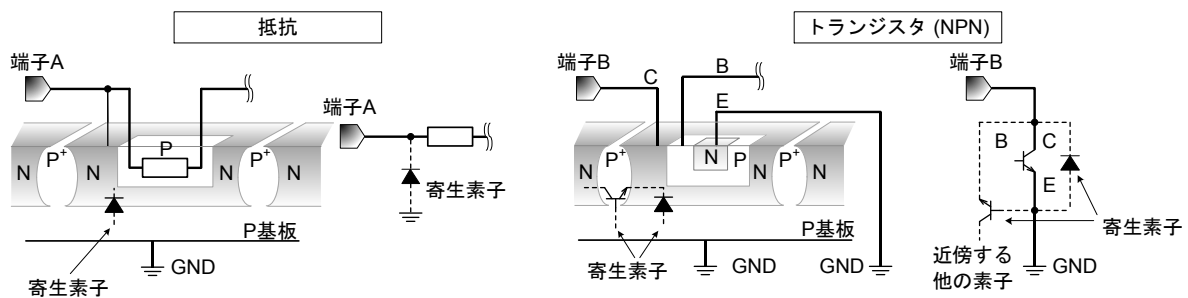 抵抗
端子A
P
N
P+
N
N
P+
N
P基板
GND
寄生素子
端子A
寄生素子
トランジスタ (NPN)
端子B
C
B
E
N
P+
N
N
P
N
P+
N
P基板
寄生素子
GND
GND
端子B
B
C
E
寄生素子
近傍する
他の素子
GND